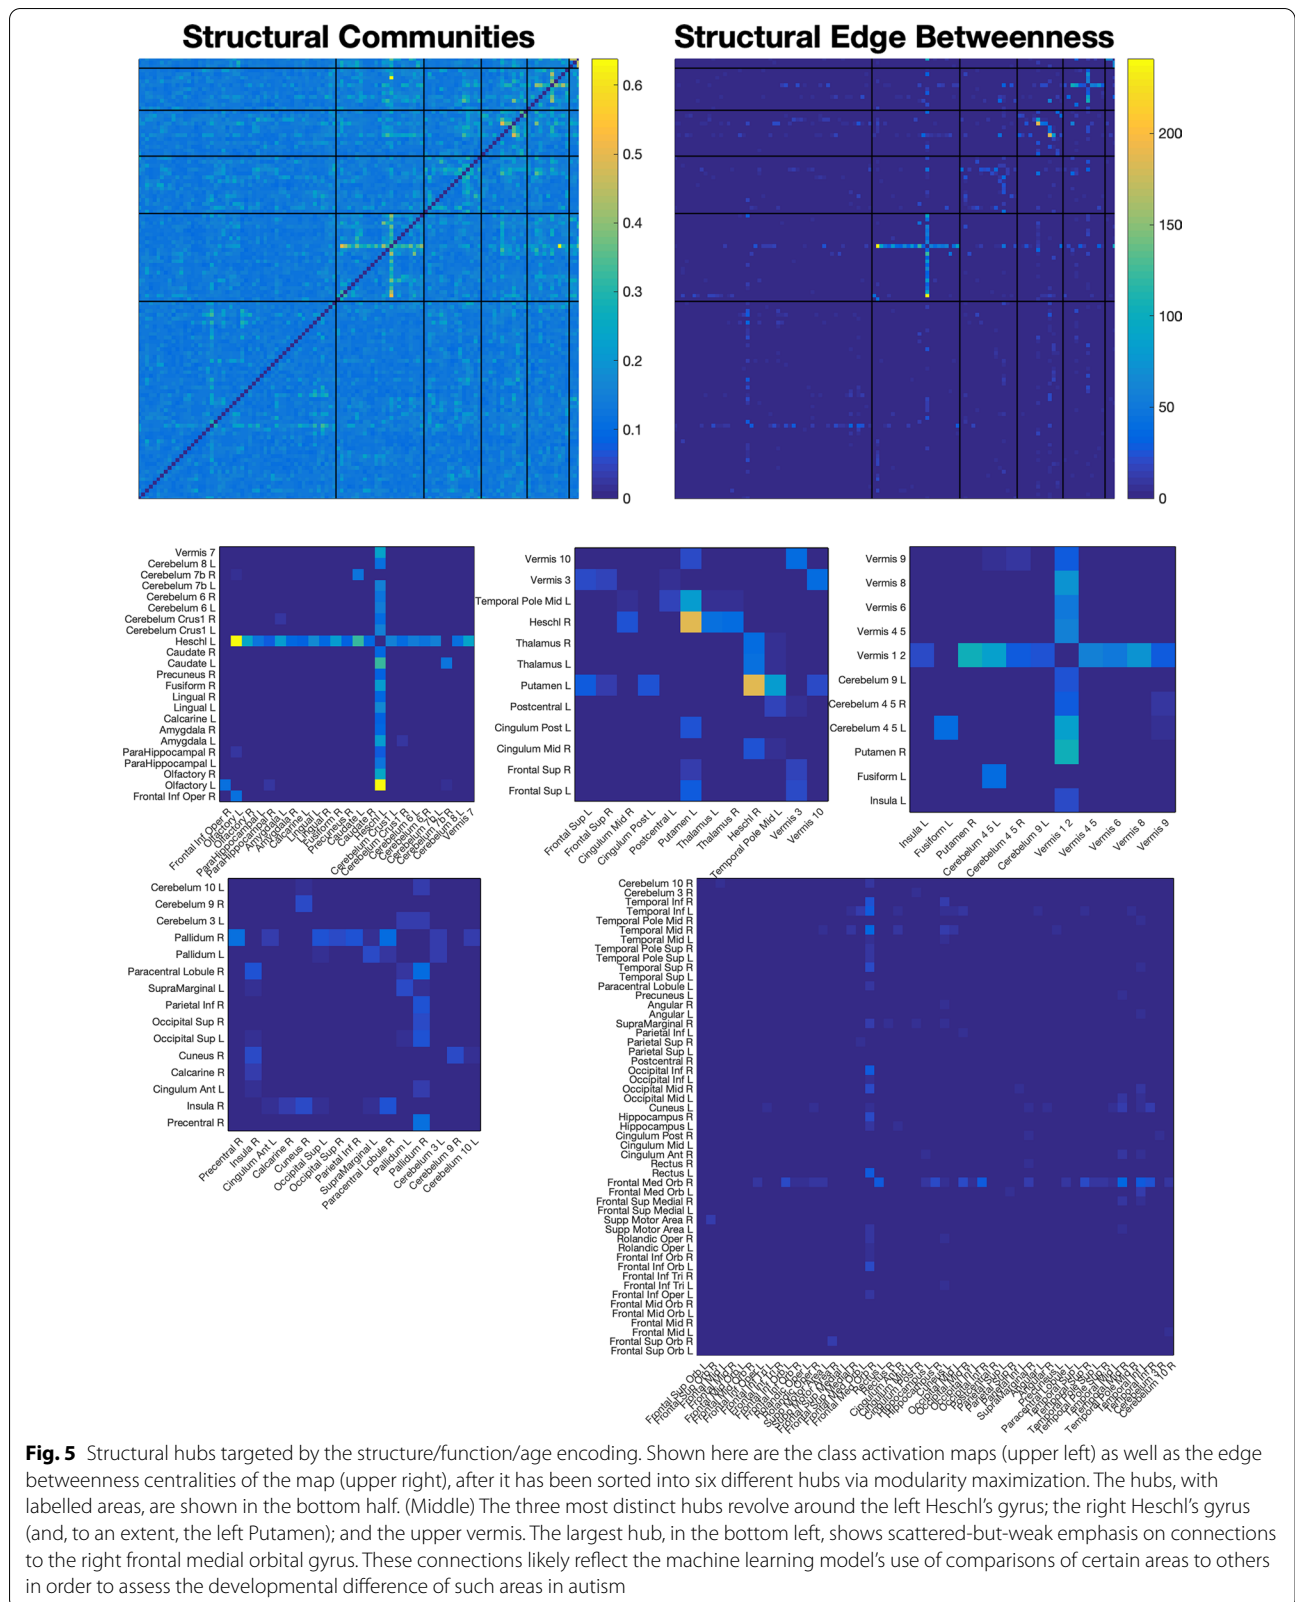 Structural Communities
Structural Edge Betweenness
0.6
0.5
0.4
0.3
0.2
0.1
0
200
150
100
50
0
Vermis 7
Cerebelum 8 L
Cerebelum 7b R
Cerebelum 7b L
Cerebelum 6 R
Cerebelum 6 L
Cerebelum Crus1 R
Cerebelum Crus1 L
Heschl L
Caudate R
Caudate L
Precuneus R
Fusiform R
Lingual R
Lingual L
Calcarine L
Amygdala R
Amygdala L
ParaHippocampal R
ParaHippocampal L
Olfactory R
Olfactory L
Frontal Inf Oper R
Frontal Inf Oper R
Olfactory L
Olfactory R
Vermis 7
Vermis 10
Vermis 3
Temporal Pole Mid L
Heschl R
Thalamus R
Thalamus L
Putamen L
Postcentral L
Cingulum Post L
Cingulum Mid R
Frontal Sup R
Frontal Sup L
Frontal Sup L
Frontal Sup R
Cingulum Mid R
Cingulum Post L
Postcentral L
Putamen L
Thalamus L
Thalamus R
Heschl R
Temporal Pole Mid L
Vermis 3
Vermis 10
Vermis 9
Vermis 8
Vermis 6
Vermis 4 5
Vermis 1 2
Cerebelum 9 L
Cerebelum 4 5 R
Cerebelum 4 5 L
Putamen R
Fusiform L
Insula L
Insula L
Fusiform L
Putamen R
Cerebelum 4 5 L
Cerebelum 4 5 R
Cerebelum 9 L
Vermis 1 2
Vermis 4 5
Vermis 6
Vermis 8
Vermis 9
Cerebelum 10 L
Cerebelum 9 R
Cerebelum 3 L
Pallidum R
Pallidum L
Paracentral Lobule R
SupraMarginal L
Parietal Inf R
Occipital Sup R
Occipital Sup L
Cuneus R
Calcarine R
Cingulum Ant L
Insula R
Precentral R
Precentral R
Insula R
Cingulum Ant L
Calcarine R
Cuneus R
Occipital Sup L
Occipital Sup R
Parietal Inf R
SupraMarginal L
Paracentral Lobule R
Pallidum L
Pallidum R
Cerebelum 3 L
Cerebelum 9 R
Cerebelum 10 L
Cerebelum 10 R
Cerebelum 3 R
Temporal Inf R
Temporal Inf L
Temporal Pole Mid R
Temporal Mid R
Temporal Mid L
Temporal Pole Sup R
Temporal Pole Sup L
Temporal Sup R
Temporal Sup L
Paracentral Lobule L
Precuneus L
Angular R
Angular L
SupraMarginal R
Parietal Inf L
Parietal Sup R
Parietal Sup L
Postcentral R
Occipital Inf R
Occipital Inf L
Occipital Mid R
Occipital Mid L
Cuneus L
Hippocampus R
Hippocampus L
Cingulum Post R
Cingulum Mid L
Cingulum Ant R
Rectus R
Rectus L
Frontal Med Orb R
Frontal Med Orb L
Frontal Sup Medial R
Frontal Sup Medial L
Supp Motor Area R
Supp Motor Area L
Rolandic Oper R
Rolandic Oper L
Frontal Inf Orb R
Frontal Inf Orb L
Frontal Inf Tri R
Frontal Inf Tri L
Frontal Inf Oper L
Frontal Mid Orb R
Frontal Mid Orb L
Frontal Mid R
Frontal Mid L
Frontal Sup Orb R
Frontal Sup Orb L
Cerebelum 10 R
Fig. 5 Structural hubs targeted by the structure/function/age encoding. Shown here are the class activation maps (upper left) as well as the edge
betweenness centralities of the map (upper right), after it has been sorted into six different hubs via modularity maximization. The hubs, with
labelled areas, are shown in the bottom half. (Middle) The three most distinct hubs revolve around the left Heschl's gyrus; the right Heschl's gyrus
(and, to an extent, the left Putamen); and the upper vermis. The largest hub, in the bottom left, shows scattered-but-weak emphasis on connections
to the right frontal medial orbital gyrus. These connections likely reflect the machine learning model's use of comparisons of certain areas to others
in order to assess the developmental difference of such areas in autism